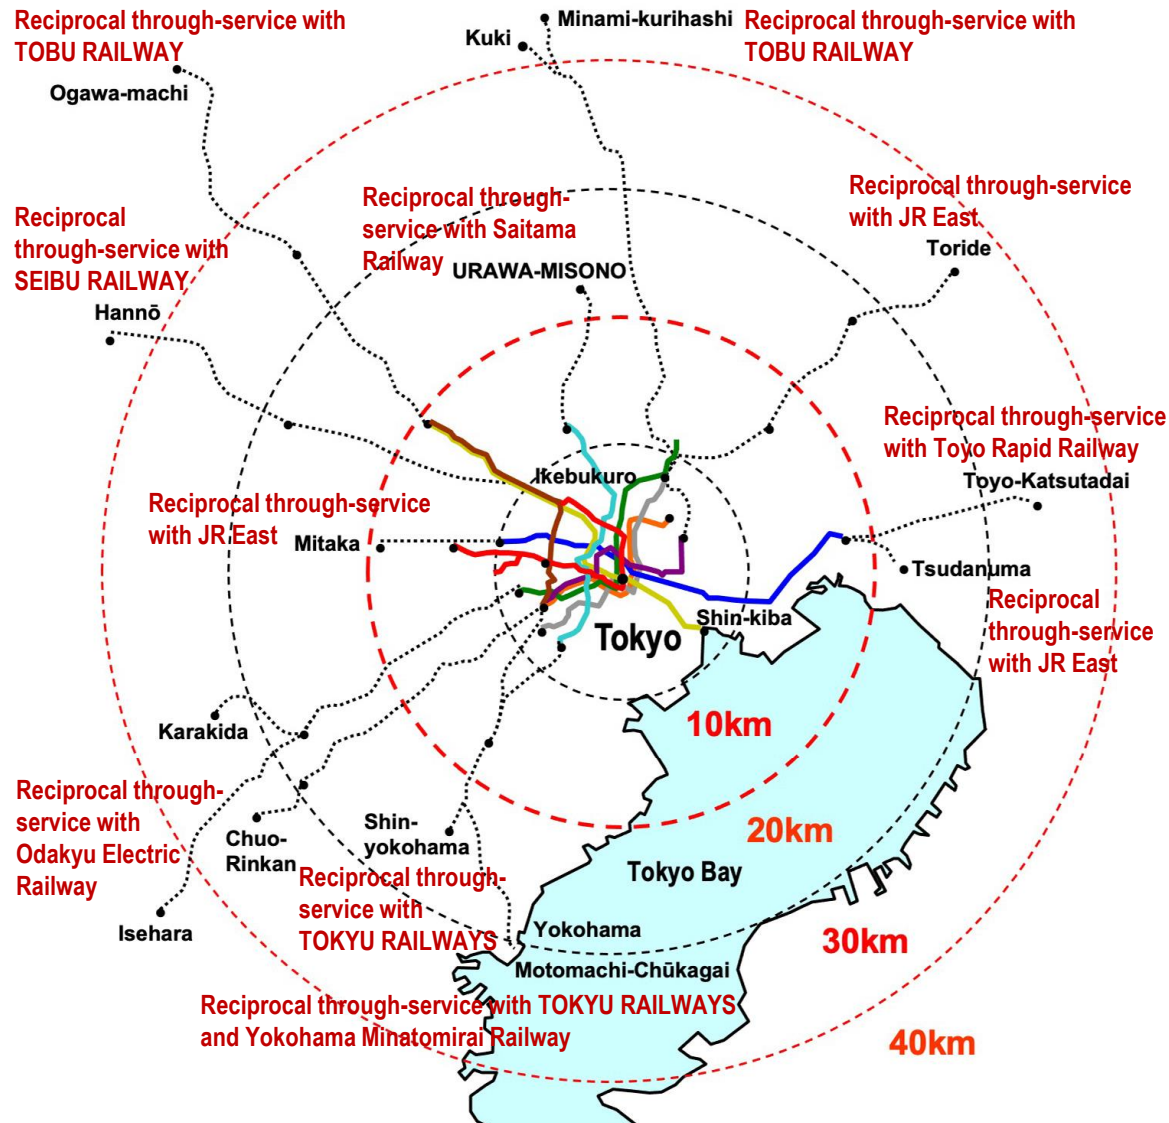 Reciprocal through-service with
TOBU RAILWAY
Ogawa-machi
Kuki
Minami-kurihashi
Reciprocal through-service with
TOBU RAILWAY
Reciprocal through-
service with Saitama
Railway
URAWA-MISONO
Reciprocal through-service
with JR East
Toride
Reciprocal
through-service with
SEIBU RAILWAY
Hannō
Reciprocal through-service
with Toyo Rapid Railway
Toyo-Katsutadai
Ikebukuro
Reciprocal through-service
with JR East
Mitaka
Tsudanuma
Reciprocal
through-service
with JR East
Shin-kiba
Tokyo
10km
Karakida
Reciprocal through-
service with
Odakyu Electric
Railway
Chuo-
Rinkan
Shin-
yokohama
20km
Tokyo Bay
Isehara
Reciprocal through-
service with
TOKYU RAILWAYS
Yokohama
30km
Motomachi-Chūkagai
Reciprocal through-service with TOKYU RAILWAYS
and Yokohama Minatomirai Railway
40km